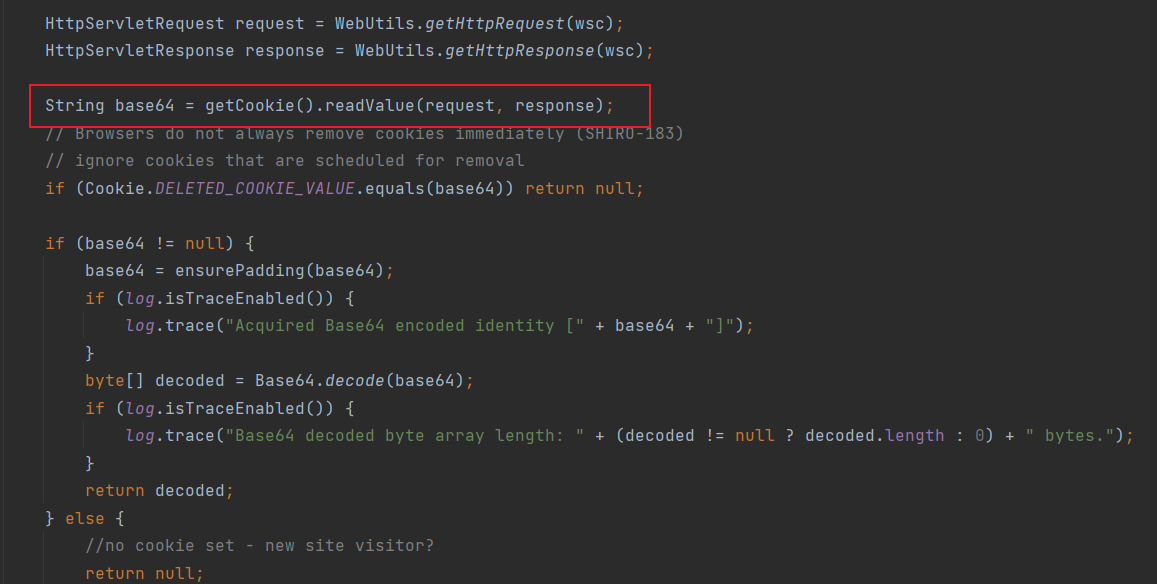 HttpServletRequest request = WebUtils.getHttpRequest(wsc);
HttpServletResponse response = WebUtils.getHttpResponse(wsc);
String base64 = getCookie().readValue(request, response);
// Browsers do not always remove cookies immediately (SHIRO-183)
// ignore cookies that are scheduled for removal
if (Cookie.DELETED_COOKIE_VALUE.equals(base64)) return null;
if (base64 != null) {
base64 = ensurePadding(base64);
if (log.isTraceEnabled()) {
log.trace("Acquired Base64 encoded identity [" + base64 + "]");
}
byte[] decoded = Base64.decode(base64);
if (log.isTraceEnabled()) {
log.trace("Base64 decoded byte array length: " + (decoded != null ? decoded.length : 0) + " bytes.");
}
return decoded;
} else {
//no cookie set - new site visitor?
return null;